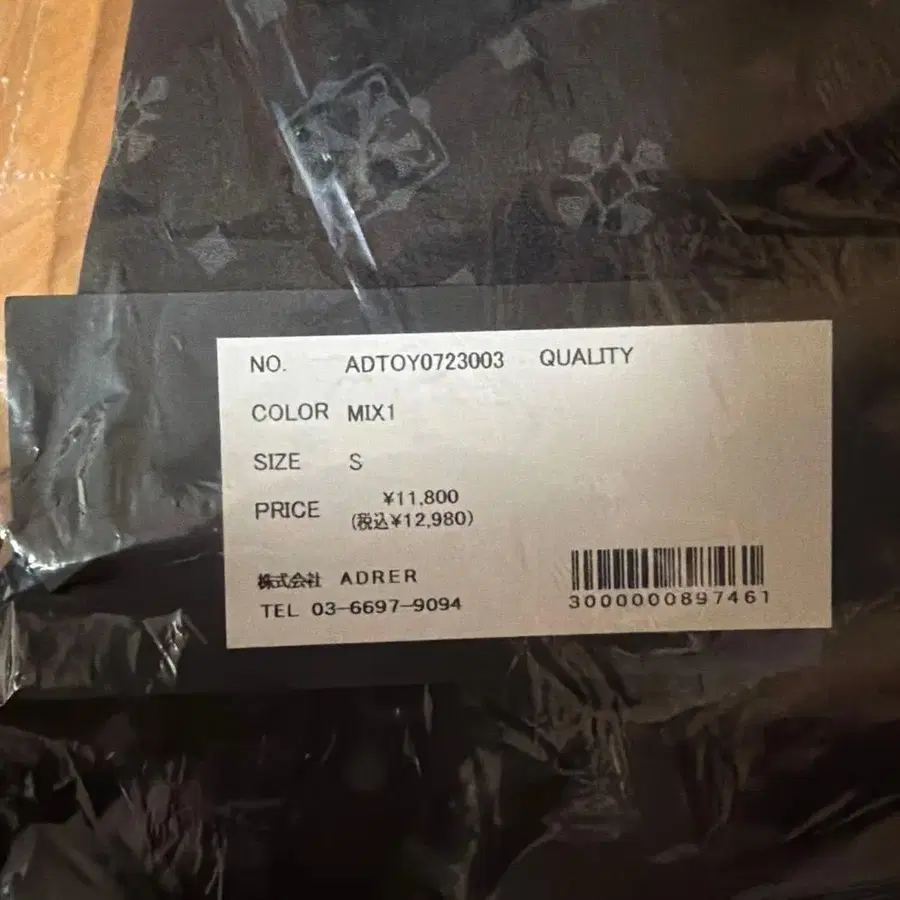 NO. ADTOY0723003 QUALITY
COLOR MIX1
SIZE S
PRICE ¥11,800
(税込¥12,980)
株式会社 ADRER
TEL 03-6697-9094
3000000897461